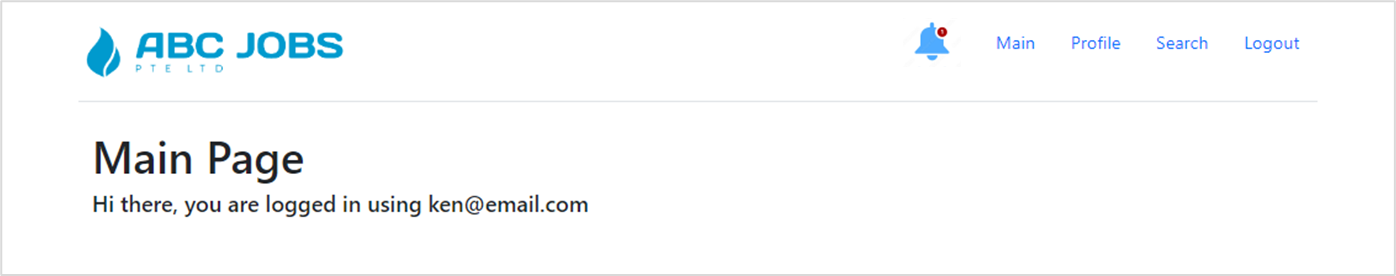 ABC JOBS
PTE LTD
1
Main
Profile
Search
Logout
Main Page
Hi there, you are logged in using ken@email.com